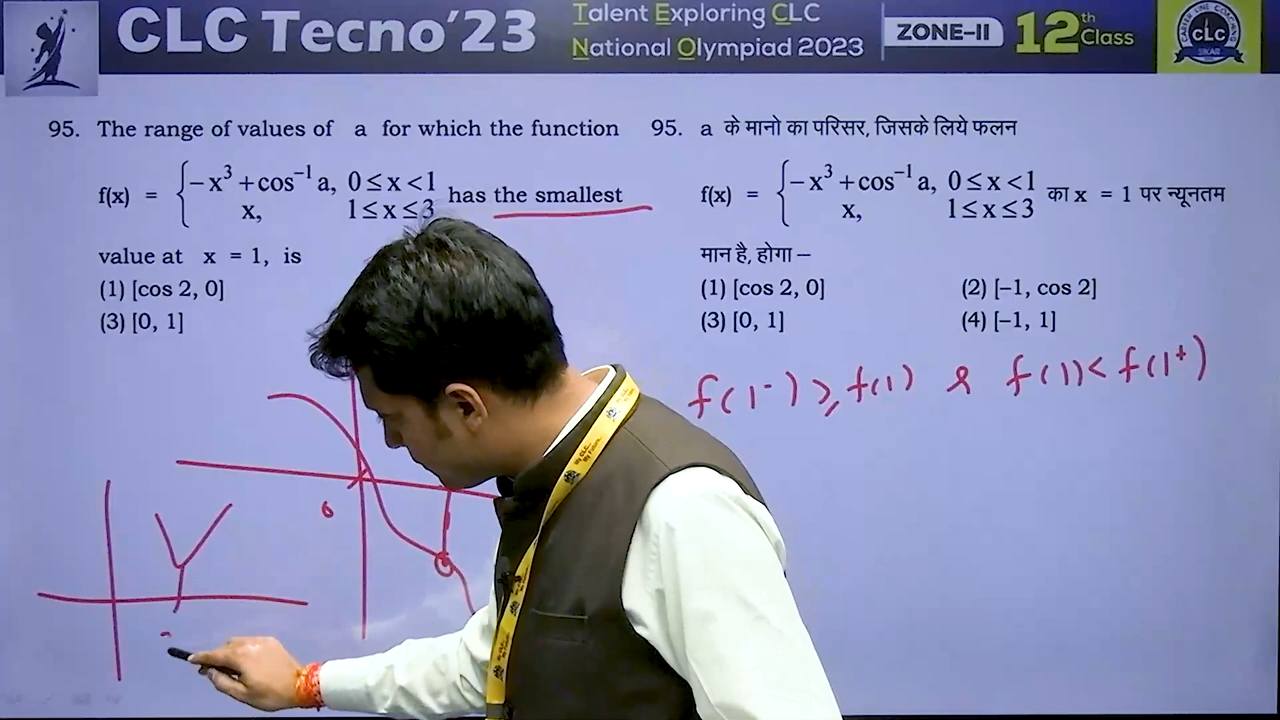 CLC Tecno'23
Talent Exploring CLC
National Olympiad 2023
ZONE–II
12th Class
CLC
SIKAR
95. The range of values of a for which the function
f(x) = { −x³ + cos⁻¹ a, 0 ≤ x < 1
x, 1 ≤ x ≤ 3 has the smallest
value at x = 1, is
(1) [cos 2, 0]
(3) [0, 1]
95. a के मानो का परिसर, जिसके लिये फलन
f(x) = { −x³ + cos⁻¹ a, 0 ≤ x < 1
x, 1 ≤ x ≤ 3 का x = 1 पर न्यूनतम
मान है, होगा –
(1) [cos 2, 0] (2) [–1, cos 2]
(3) [0, 1] (4) [–1, 1]
f(1⁻) ≥ f(1) & f(1) < f(1⁺)